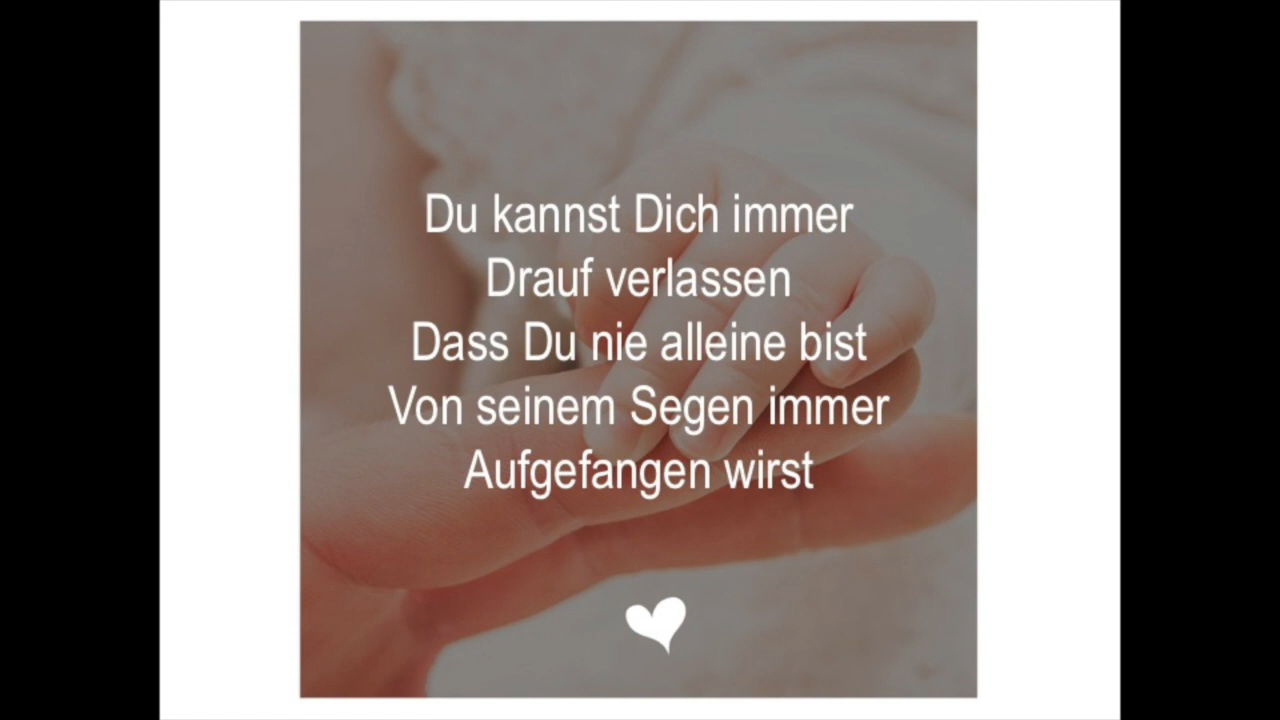 Du kannst Dich immer
Drauf verlassen
Dass Du nie alleine bist
Von seinem Segen immer
Aufgefangen wirst